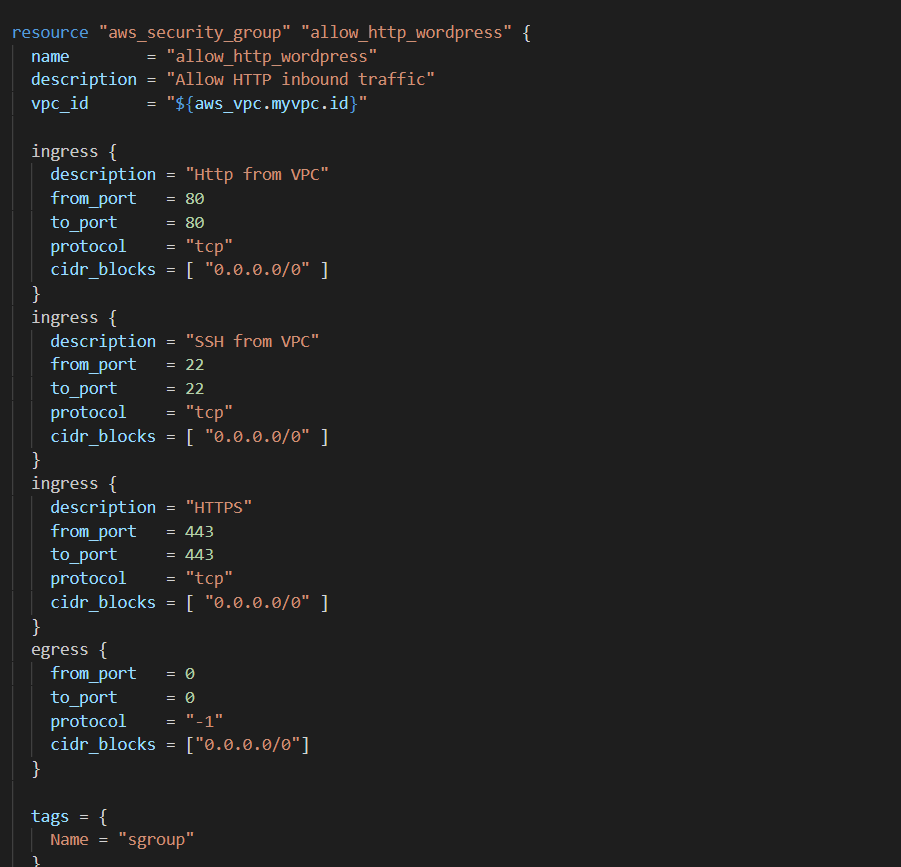 resource "aws_security_group" "allow_http_wordpress" {
  name        = "allow_http_wordpress"
  description = "Allow HTTP inbound traffic"
  vpc_id      = "${aws_vpc.myvpc.id}"

  ingress {
    description = "Http from VPC"
    from_port   = 80
    to_port     = 80
    protocol    = "tcp"
    cidr_blocks = [ "0.0.0.0/0" ]
  }
  ingress {
    description = "SSH from VPC"
    from_port   = 22
    to_port     = 22
    protocol    = "tcp"
    cidr_blocks = [ "0.0.0.0/0" ]
  }
  ingress {
    description = "HTTPS"
    from_port   = 443
    to_port     = 443
    protocol    = "tcp"
    cidr_blocks = [ "0.0.0.0/0" ]
  }
  egress {
    from_port   = 0
    to_port     = 0
    protocol    = "-1"
    cidr_blocks = ["0.0.0.0/0"]
  }

  tags = {
    Name = "sgroup"
  }